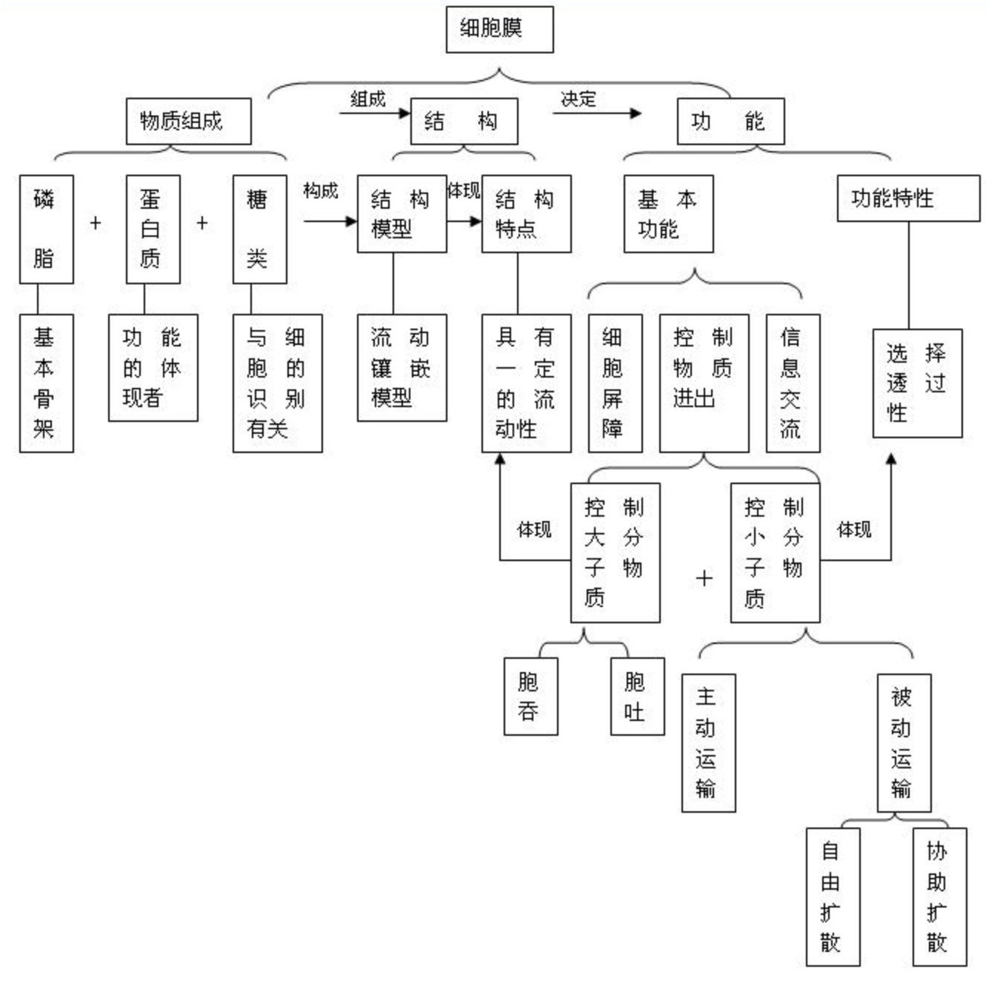 细胞膜
组成
决定
物质组成
结 构
功 能
磷
脂
+
蛋
白
质
+
糖
类
构成
结 构
模型
体现
结 构
特点
基 本
功能
功能特性
基
本
骨
架
功 能
的 体
现者
与 细
胞 的
识 别
有关
流 动
镶 嵌
模型
具 有
一 定
的 流
动性
细
胞
屏
障
控 制
物 质
进出
信
息
交
流
选 择
透 过
性
体现
控 制
大 分
子 物
质
+
控 制
小 分
子 物
质
体现
胞
吞
胞
吐
主
动
运
输
被
动
运
输
自
由
扩
散
协
助
扩
散